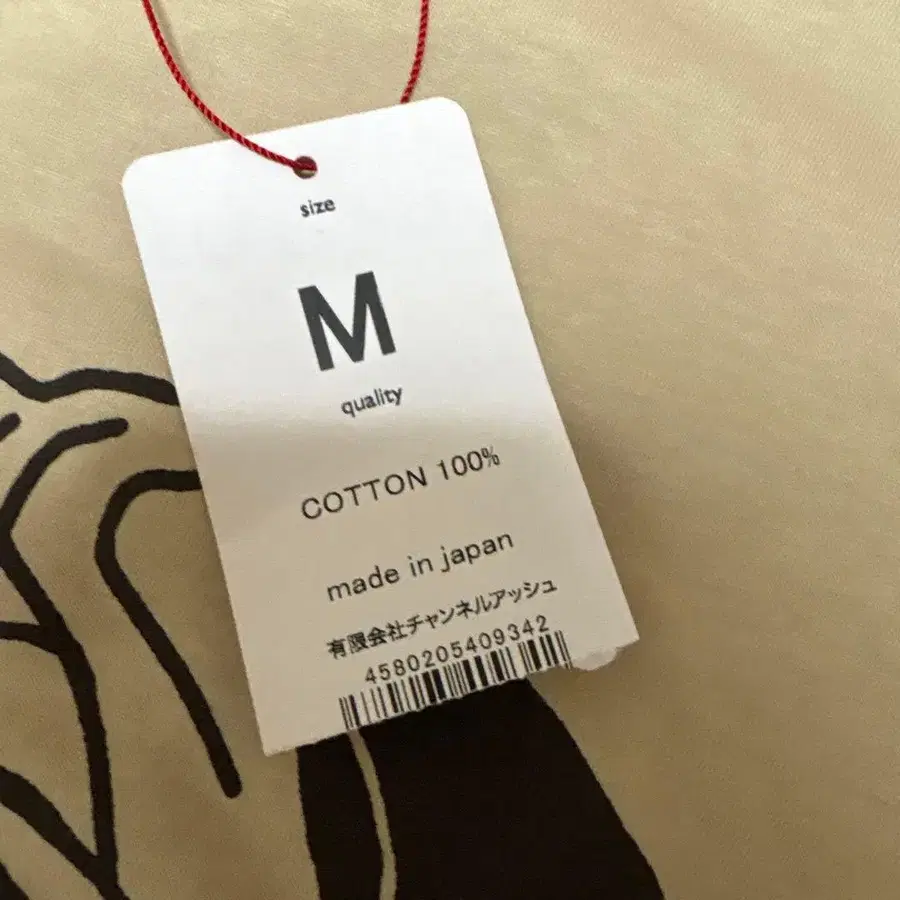 size
M
quality
COTTON 100%
made in japan
有限会社チャンネルアッシュ
4580205409342